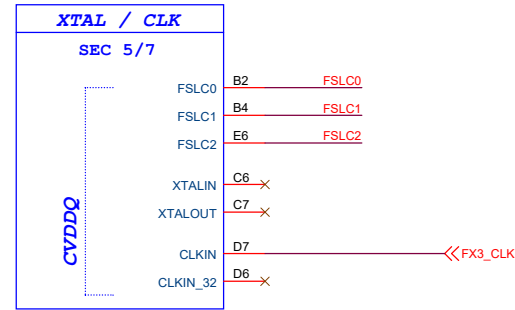 XTAL / CLK
SEC 5/7
FSLC0 B2 FSLC0
FSLC1 B4 FSLC1
FSLC2 E6 FSLC2
XTALIN C6
XTALOUT C7
CVDDQ
CLKIN D7 FX3_CLK
CLKIN_32 D6